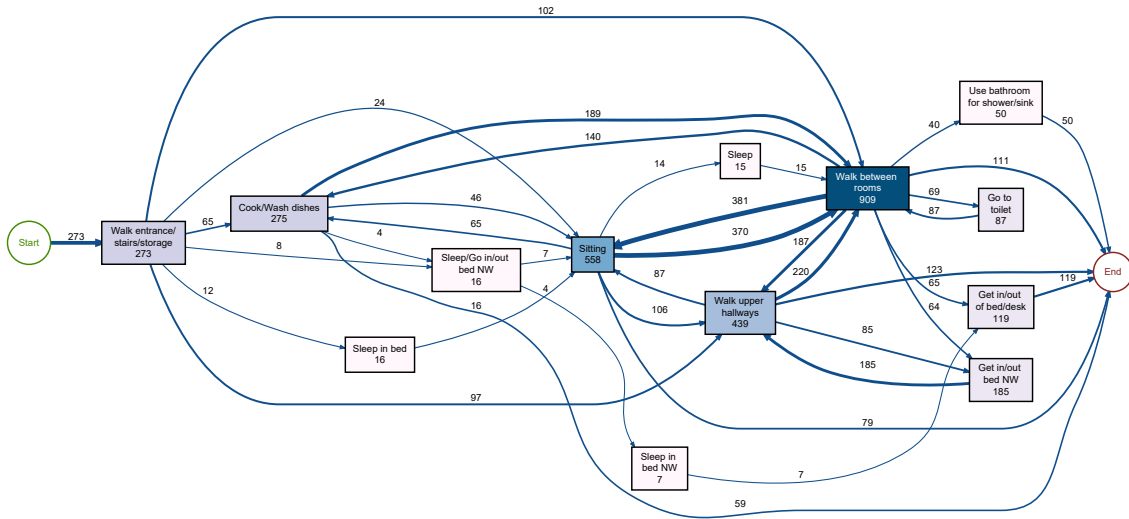 102
24
189
140
Use bathroom
for shower/sink
50
50
40
111
Sleep
15
14
15
Walk between
rooms
909
69
87
Go to
toilet
87
Cook/Wash dishes
275
46
65
381
370
Start
273
Walk entrance/
stairs/storage
273
65
8
4
Sleep/Go in/out
bed NW
16
7
Sitting
558
187
220
123
End
12
4
87
65
64
119
Get in/out
of bed/desk
119
16
106
Walk upper
hallways
439
85
Sleep in bed
16
185
Get in/out
bed NW
185
97
79
Sleep in
bed NW
7
7
59